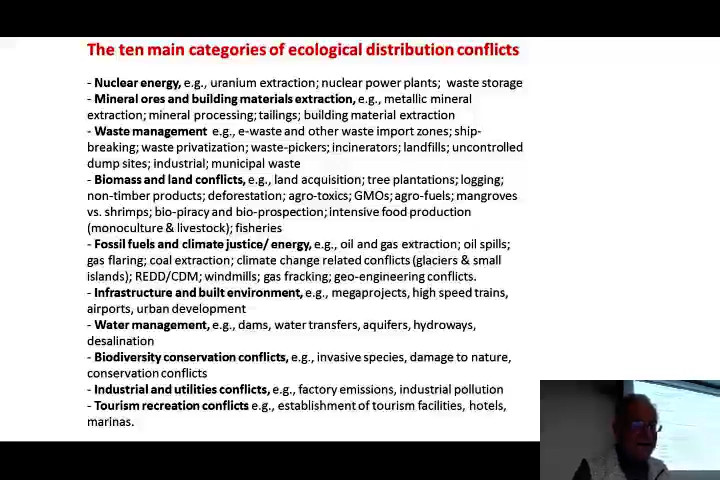 The ten main categories of ecological distribution conflicts
- Nuclear energy, e.g., uranium extraction; nuclear power plants; waste storage
- Mineral ores and building materials extraction, e.g., metallic mineral
extraction; mineral processing; tailings; building material extraction
- Waste management e.g., e-waste and other waste import zones; ship-
breaking; waste privatization; waste-pickers; incinerators; landfills; uncontrolled
dump sites; industrial; municipal waste
- Biomass and land conflicts, e.g., land acquisition; tree plantations; logging;
non-timber products; deforestation; agro-toxics; GMOs; agro-fuels; mangroves
vs. shrimps; bio-piracy and bio-prospection; intensive food production
(monoculture & livestock); fisheries
- Fossil fuels and climate justice/ energy, e.g., oil and gas extraction; oil spills;
gas flaring; coal extraction; climate change related conflicts (glaciers & small
islands); REDD/CDM; windmills; gas fracking; geo-engineering conflicts.
- Infrastructure and built environment, e.g., megaprojects, high speed trains,
airports, urban development
- Water management, e.g., dams, water transfers, aquifers, hydroways,
desalination
- Biodiversity conservation conflicts, e.g., invasive species, damage to nature,
conservation conflicts
- Industrial and utilities conflicts, e.g., factory emissions, industrial pollution
- Tourism recreation conflicts e.g., establishment of tourism facilities, hotels,
marinas.